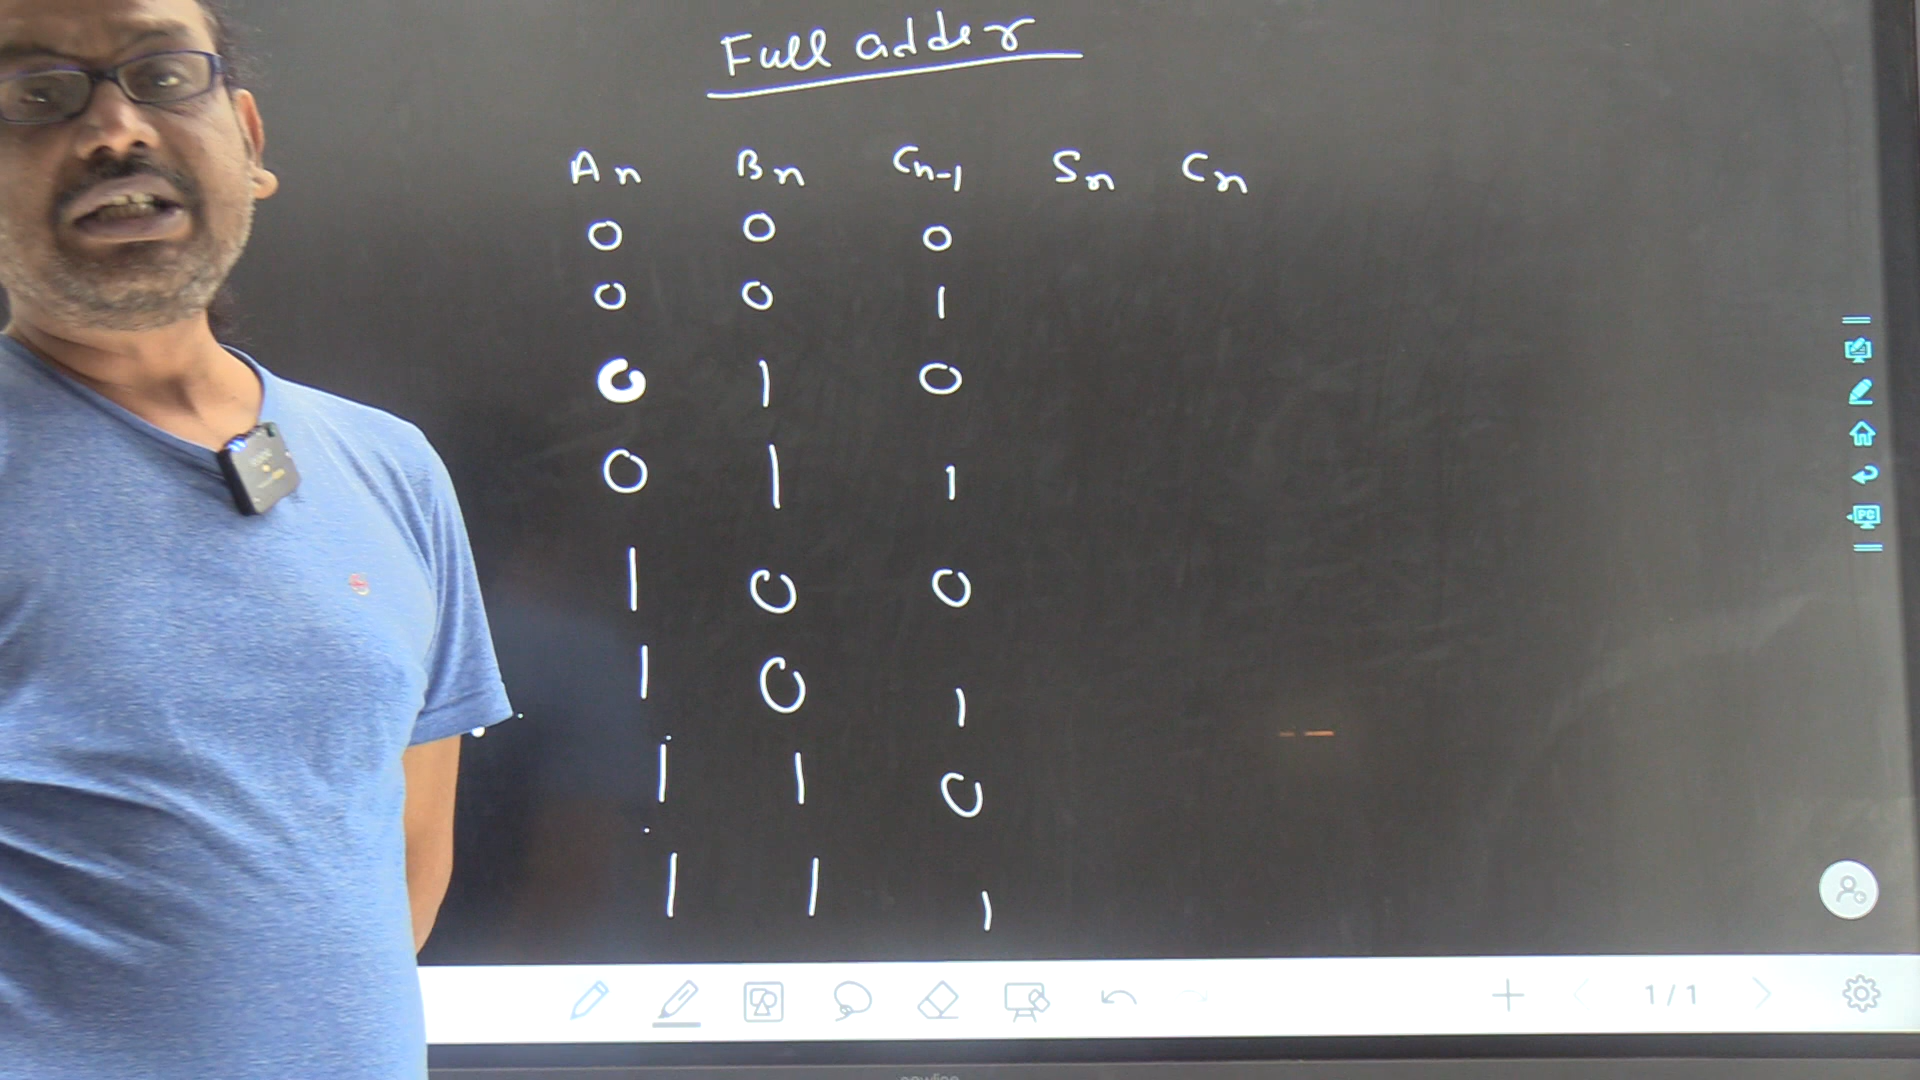 Full adder
An Bn Cn-1 Sn Cn
0 0 0
0 0 1
0 1 0
0 1 1
1 0 0
1 0 1
1 1 0
1 1 1
PC
1/1